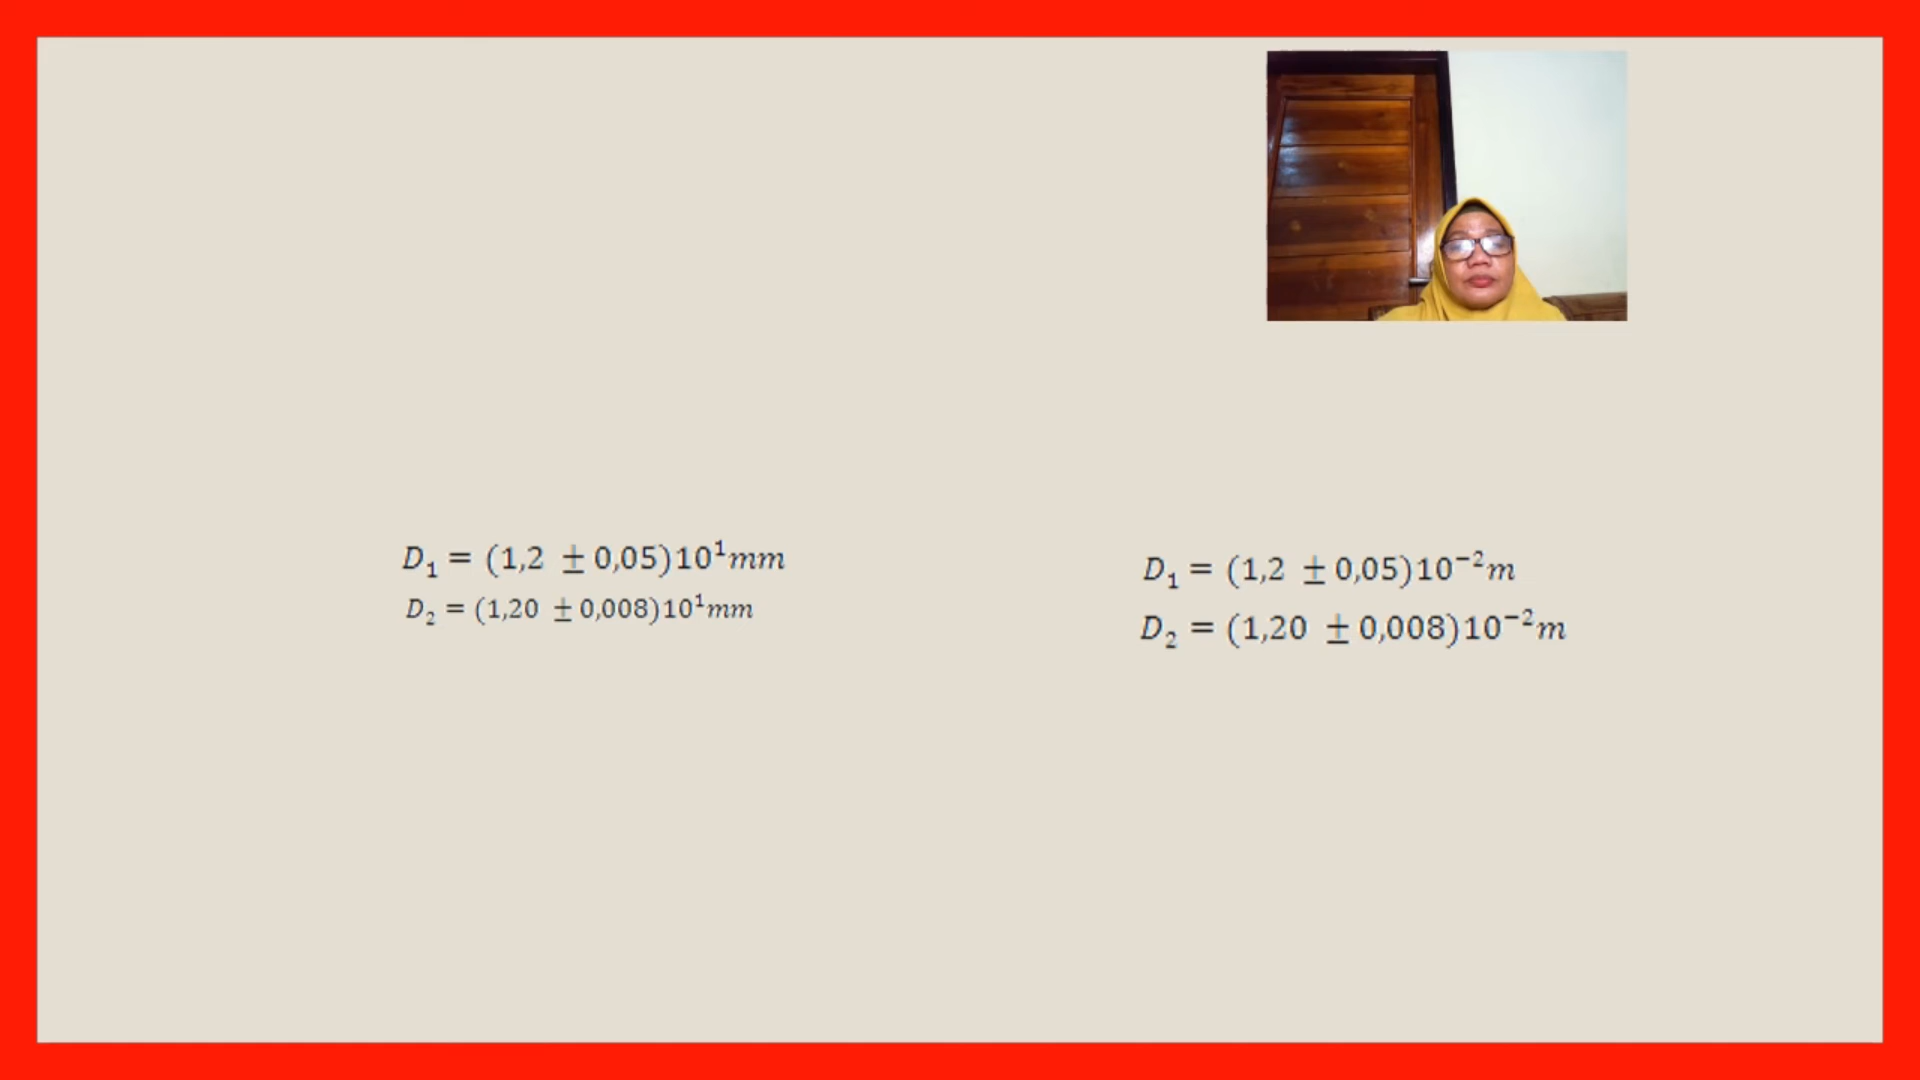 D₁ = (1,2 ± 0,05)10¹mm
D₂ = (1,20 ± 0,008)10¹mm
D₁ = (1,2 ± 0,05)10⁻²m
D₂ = (1,20 ± 0,008)10⁻²m